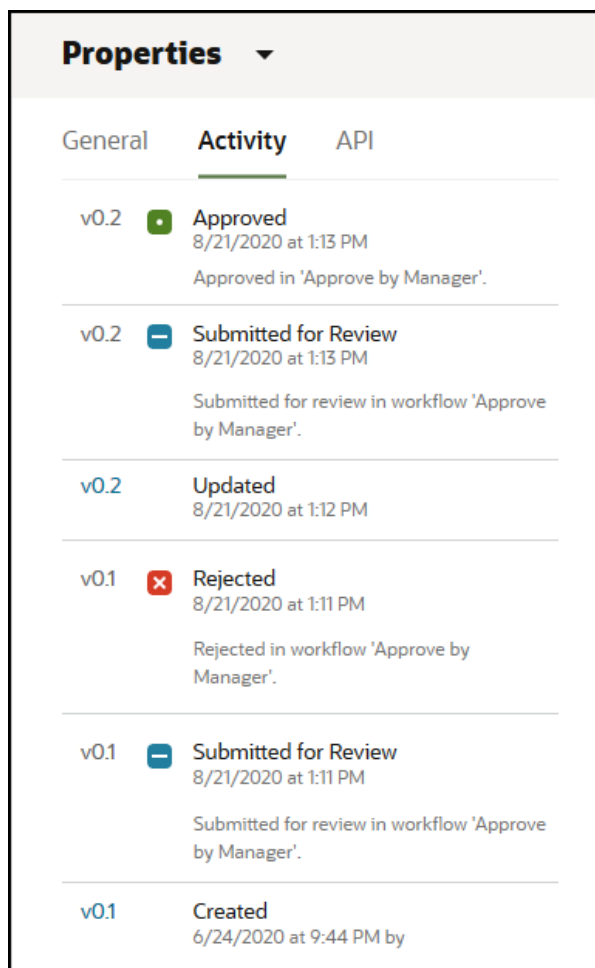 Properties
General Activity API
v0.2 Approved
8/21/2020 at 1:13 PM
Approved in 'Approve by Manager'.
v0.2 Submitted for Review
8/21/2020 at 1:13 PM
Submitted for review in workflow 'Approve
by Manager'.
v0.2 Updated
8/21/2020 at 1:12 PM
v0.1 Rejected
8/21/2020 at 1:11 PM
Rejected in workflow 'Approve by
Manager'.
v0.1 Submitted for Review
8/21/2020 at 1:11 PM
Submitted for review in workflow 'Approve
by Manager'.
v0.1 Created
6/24/2020 at 9:44 PM by